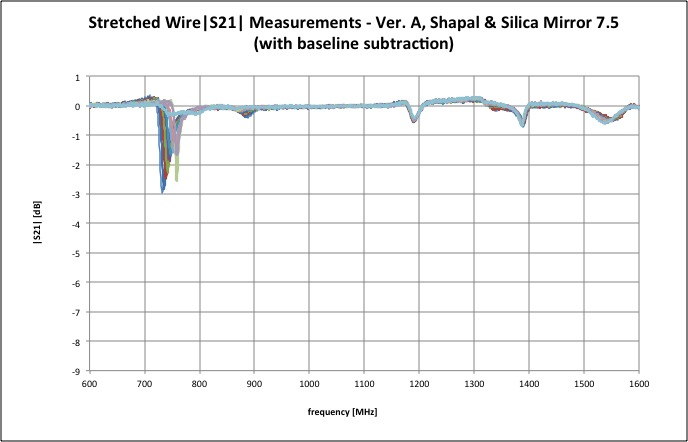 Stretched Wire|S21| Measurements - Ver. A, Shapal & Silica Mirror 7.5
(with baseline subtraction)
1
0
-1
-2
-3
-4
-5
-6
-7
-8
-9
|S21| [dB]
600 700 800 900 1000 1100 1200 1300 1400 1500 1600
frequency [MHz]